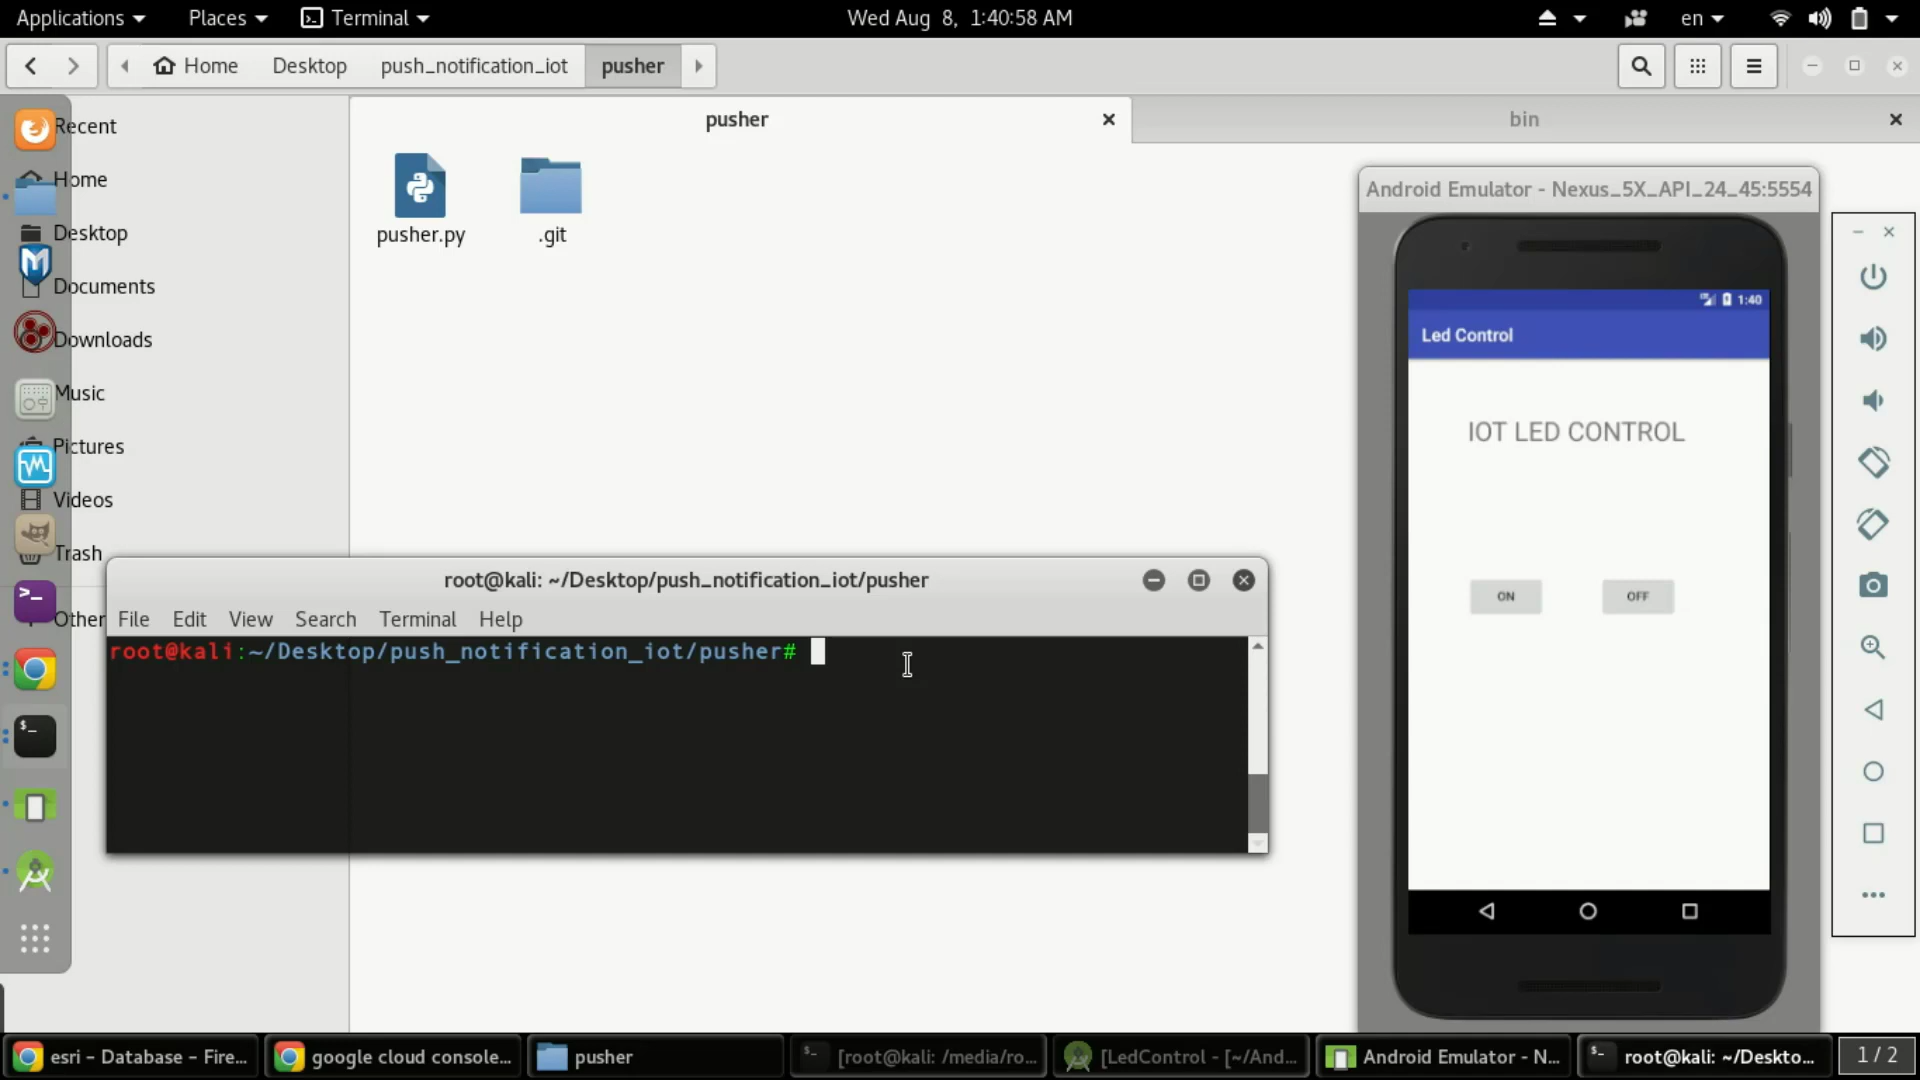 Applications Places Terminal Wed Aug 8, 1:40:58 AM en
Home Desktop push_notification_iot pusher
Recent
Home
Desktop
Documents
Downloads
Music
Pictures
Videos
Trash
Other
pusher
bin
pusher.py
.git
root@kali: ~/Desktop/push_notification_iot/pusher
File Edit View Search Terminal Help
root@kali:~/Desktop/push_notification_iot/pusher#
Android Emulator - Nexus_5X_API_24_45:5554
1:40
Led Control
IOT LED CONTROL
ON
OFF
esri – Database – Fire... google cloud console... pusher [root@kali: /media/ro... [LedControl - [~/And... Android Emulator - N... root@kali: ~/Deskto... 1 / 2